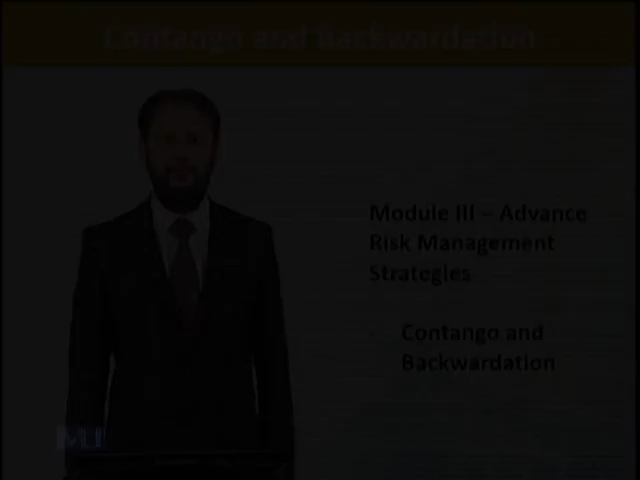 Contango and Backwardation
Module III – Advance
Risk Management
Strategies
Contango and
Backwardation